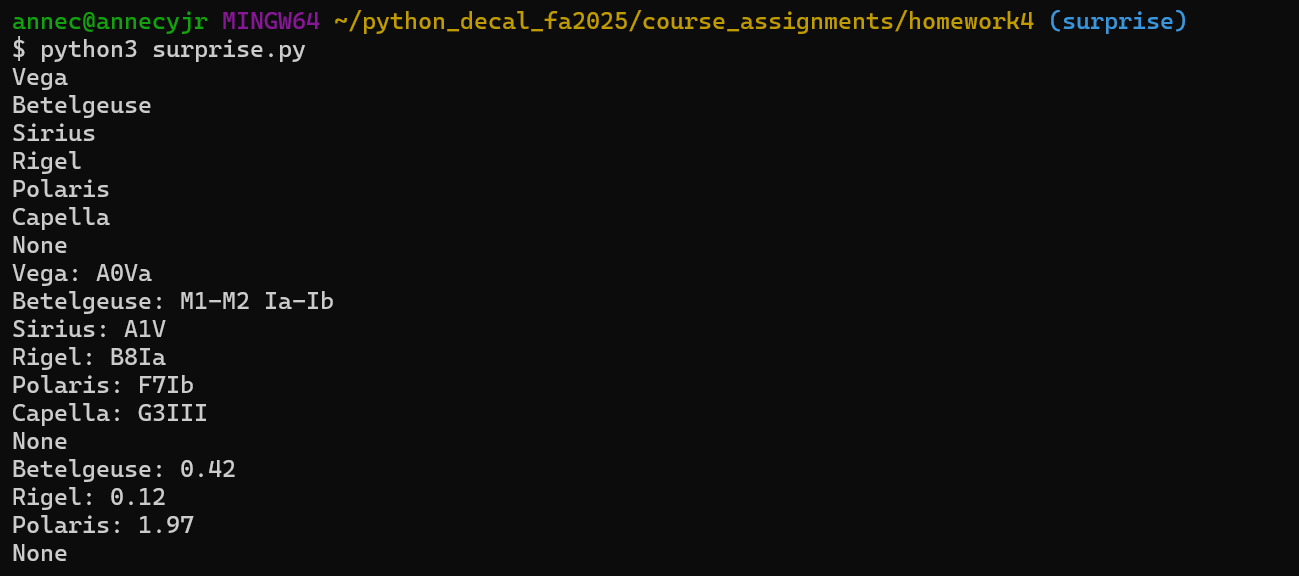 annec@annecyjr MINGW64 ~/python_decal_fa2025/course_assignments/homework4 (surprise)
$ python3 surprise.py
Vega
Betelgeuse
Sirius
Rigel
Polaris
Capella
None
Vega: A0Va
Betelgeuse: M1-M2 Ia-Ib
Sirius: A1V
Rigel: B8Ia
Polaris: F7Ib
Capella: G3III
None
Betelgeuse: 0.42
Rigel: 0.12
Polaris: 1.97
None